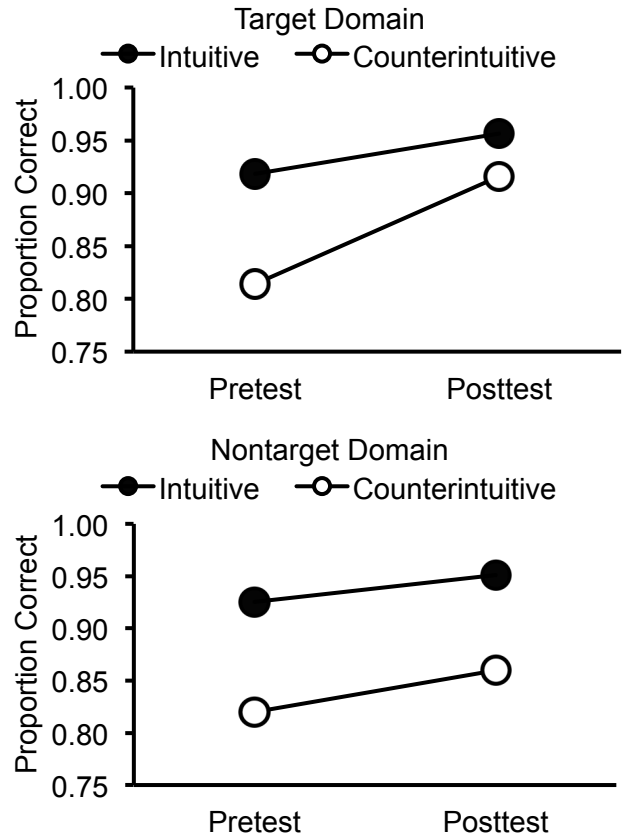 Target Domain
Intuitive Counterintuitive
Proportion Correct
1.00
0.95
0.90
0.85
0.80
0.75
Pretest Posttest
Nontarget Domain
Intuitive Counterintuitive
Proportion Correct
1.00
0.95
0.90
0.85
0.80
0.75
Pretest Posttest